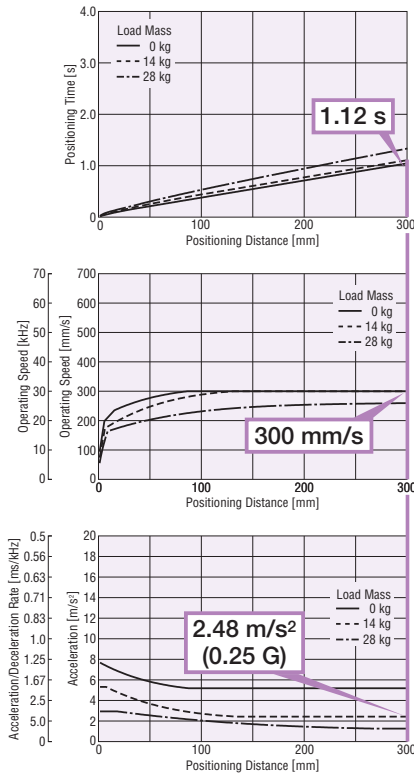 4.0
3.0
2.0
1.0
0
Positioning Time [s]
Load Mass
0 kg
14 kg
28 kg
1.12 s
0
100
200
300
Positioning Distance [mm]
70
60
50
40
30
20
10
0
Operating Speed [kHz]
700
600
500
400
300
200
100
0
Operating Speed [mm/s]
Load Mass
0 kg
14 kg
28 kg
300 mm/s
0
100
200
300
Positioning Distance [mm]
0.5
0.56
0.63
0.71
0.83
1.0
1.25
1.67
2.5
5.0
0
Acceleration/Deceleration Rate [ms/kHz]
20
18
16
14
12
10
8
6
4
2
0
Acceleration [m/s²]
Load Mass
0 kg
14 kg
28 kg
2.48 m/s²
(0.25 G)
0
100
200
300
Positioning Distance [mm]